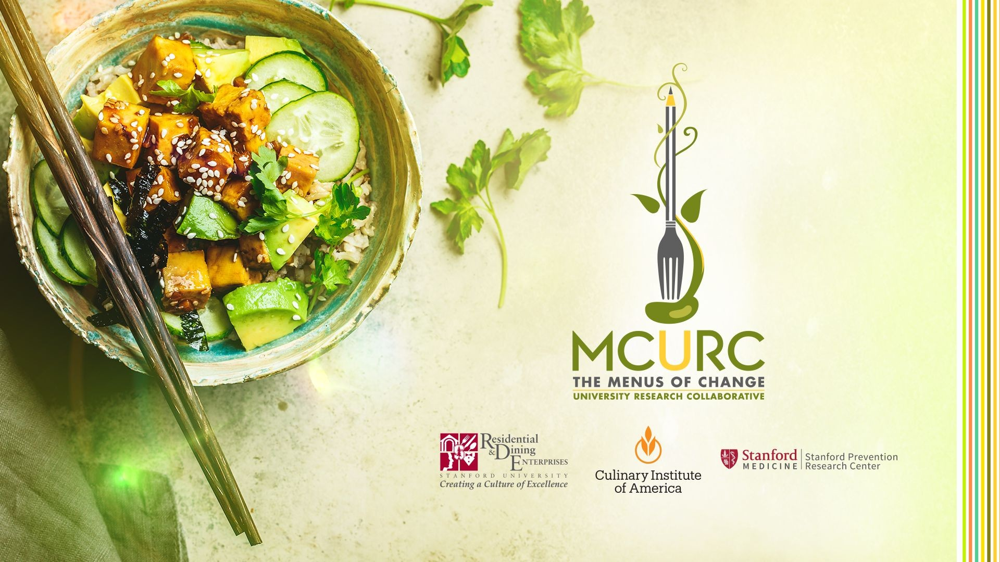 MCURC
THE MENUS OF CHANGE
UNIVERSITY RESEARCH COLLABORATIVE
Residential
& Dining
ENTERPRISES
STANFORD UNIVERSITY
Creating a Culture of Excellence
Culinary Institute
of America
Stanford
MEDICINE
Stanford Prevention
Research Center